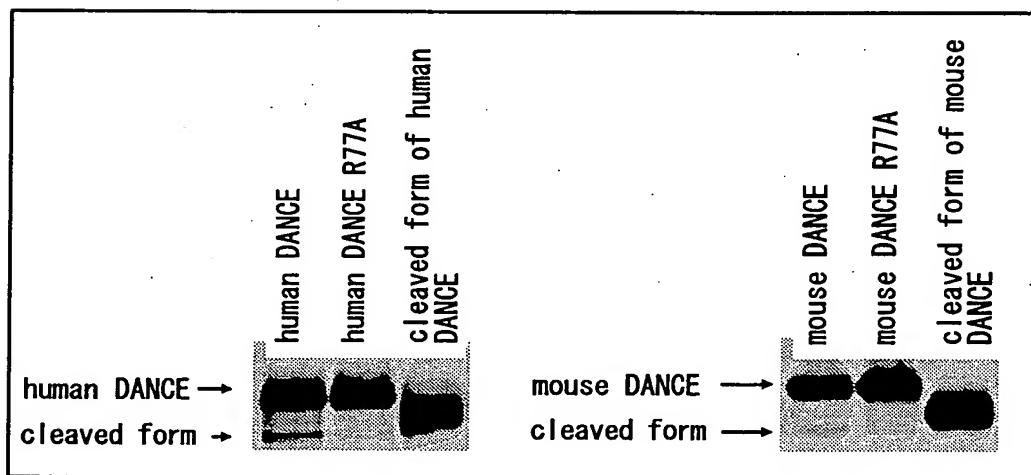 human DANCE
human DANCE R77A
cleaved form of human
DANCE
human DANCE
cleaved form
mouse DANCE
mouse DANCE R77A
cleaved form of mouse
DANCE
mouse DANCE
cleaved form